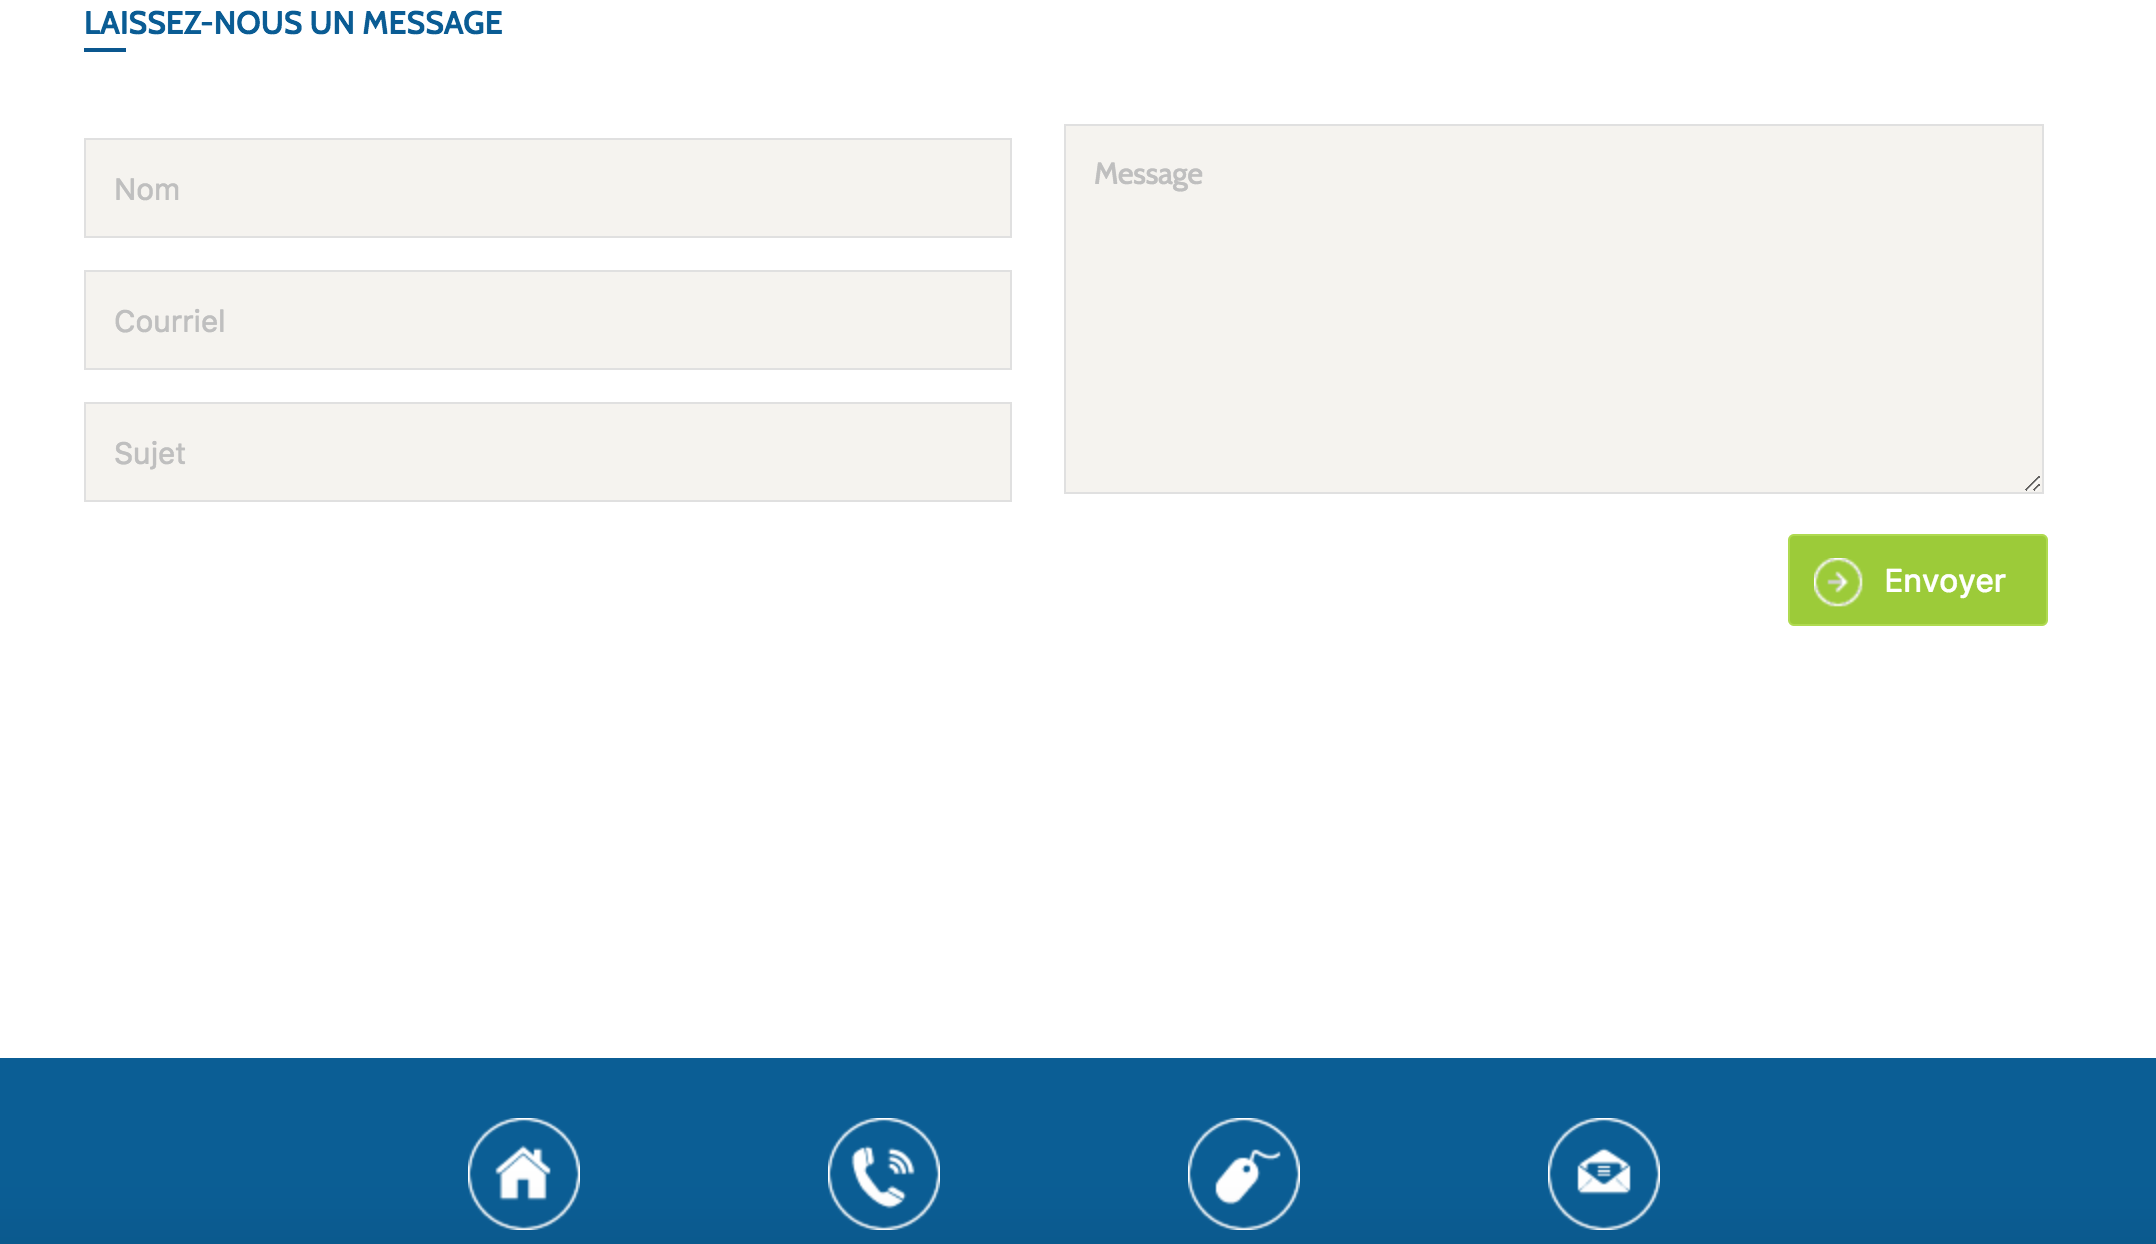 LAISSEZ-NOUS UN MESSAGE
Nom
Courriel
Sujet
Message
Envoyer